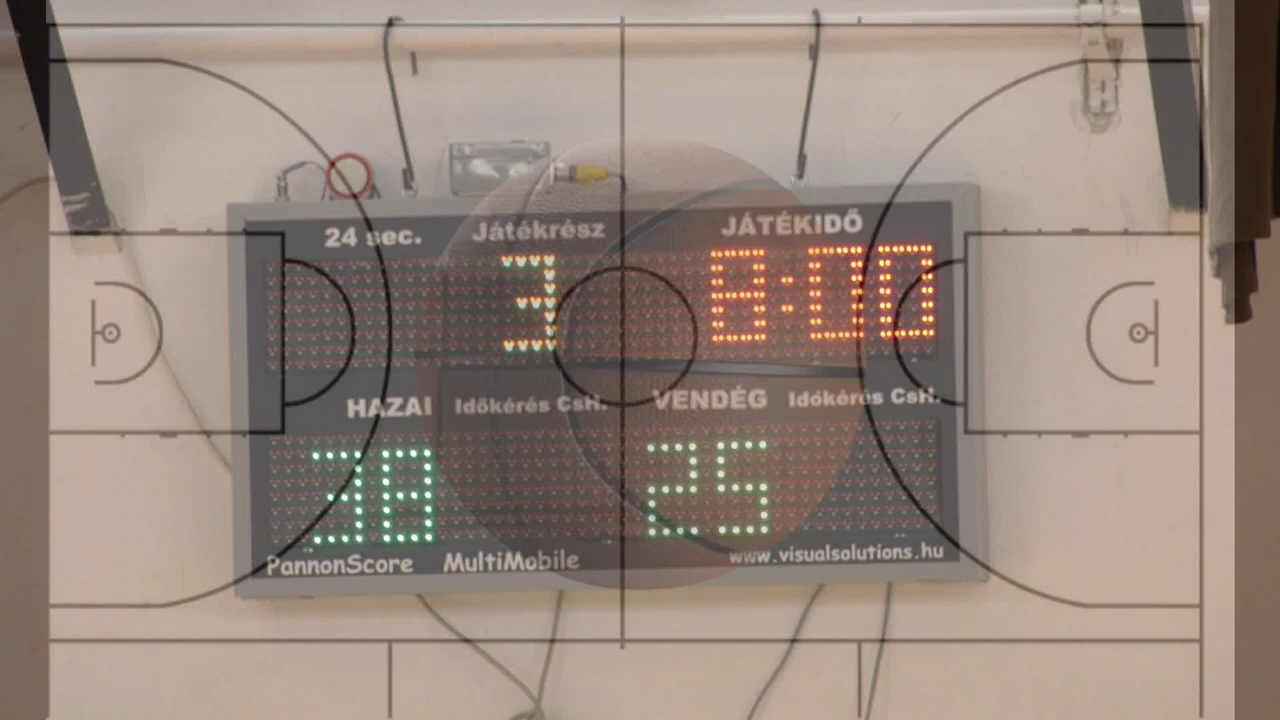 24 sec. Játékrész JÁTÉKIDŐ
3 8:00
HAZAI Időkérés CsH. VENDÉG Időkérés CsH.
38 25
PannonScore MultiMobile www.visualsolutions.hu